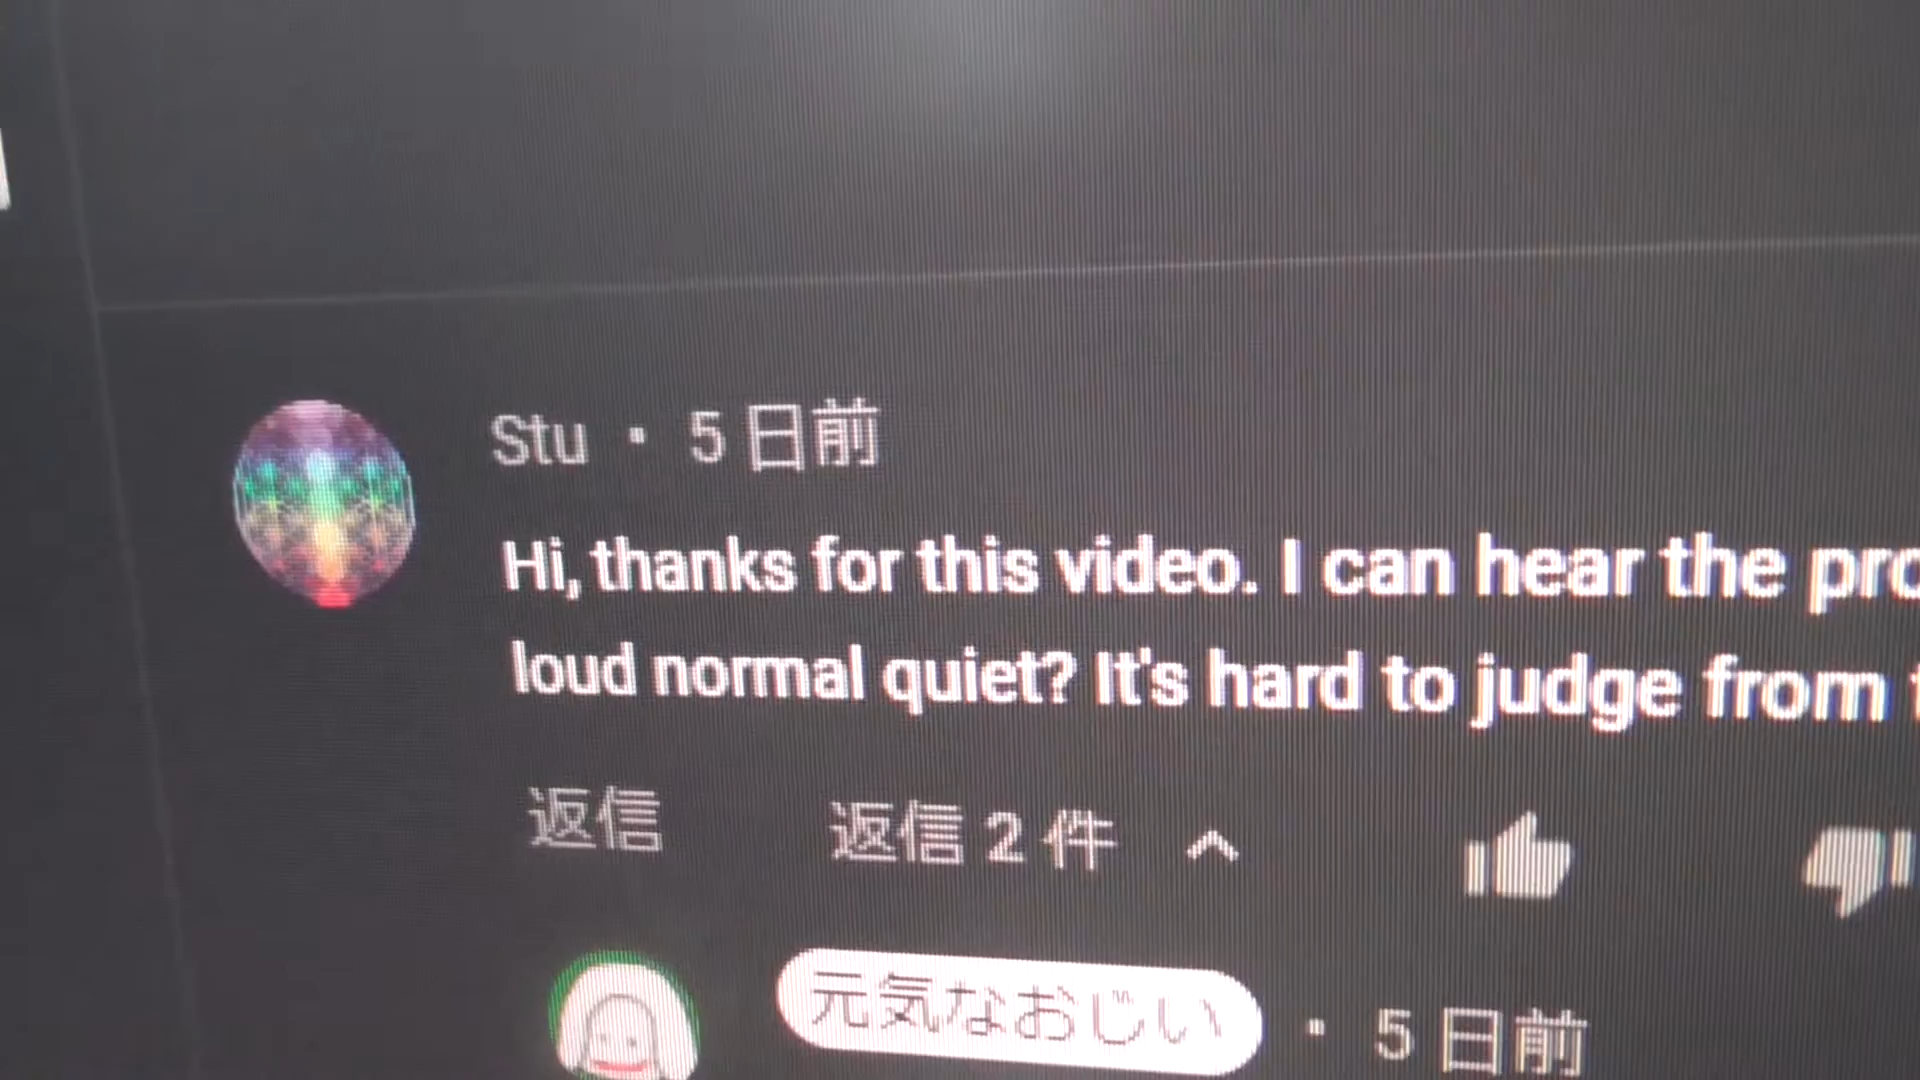 Stu • 5 日前
Hi, thanks for this video. I can hear the
loud normal quiet? It's hard to judge from
返信 返信 2 件
元気なおじい • 5 日前